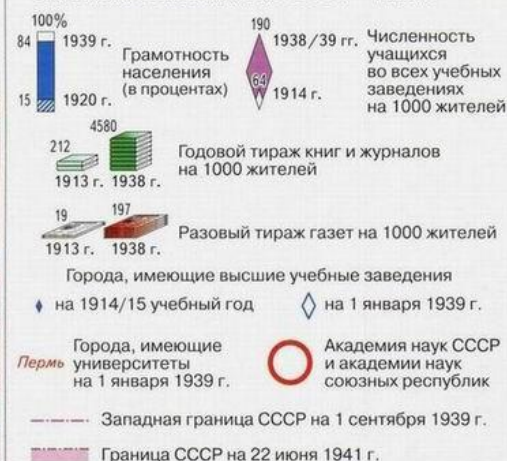 100%
84
1939 г.
15
1920 г.
Грамотность
населения
(в процентах)
190
1938/39 гг.
64
1914 г.
Численность
учащихся
во всех учебных
заведениях
на 1000 жителей
212
4580
1913 г. 1938 г.
Годовой тираж книг и журналов
на 1000 жителей
19
197
1913 г. 1938 г.
Разовый тираж газет на 1000 жителей
Города, имеющие высшие учебные заведения
на 1914/15 учебный год
на 1 января 1939 г.
Пермь
Города, имеющие
университеты
на 1 января 1939 г.
Академия наук СССР
и академии наук
союзных республик
Западная граница СССР на 1 сентября 1939 г.
Граница СССР на 22 июня 1941 г.